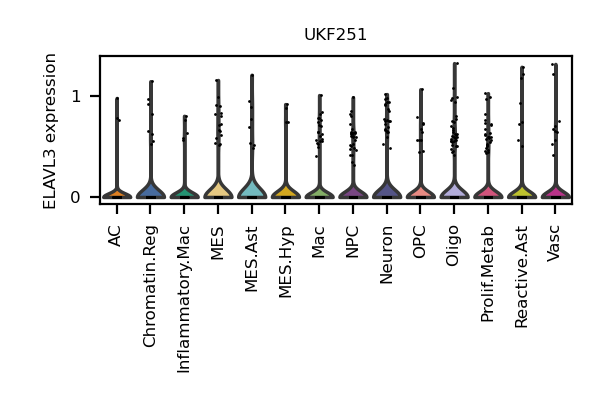 UKF251
ELAVL3 expression
1
0
AC
Chromatin.Reg
Inflammatory.Mac
MES
MES.Ast
MES.Hyp
Mac
NPC
Neuron
OPC
Oligo
Prolif.Metab
Reactive.Ast
Vasc